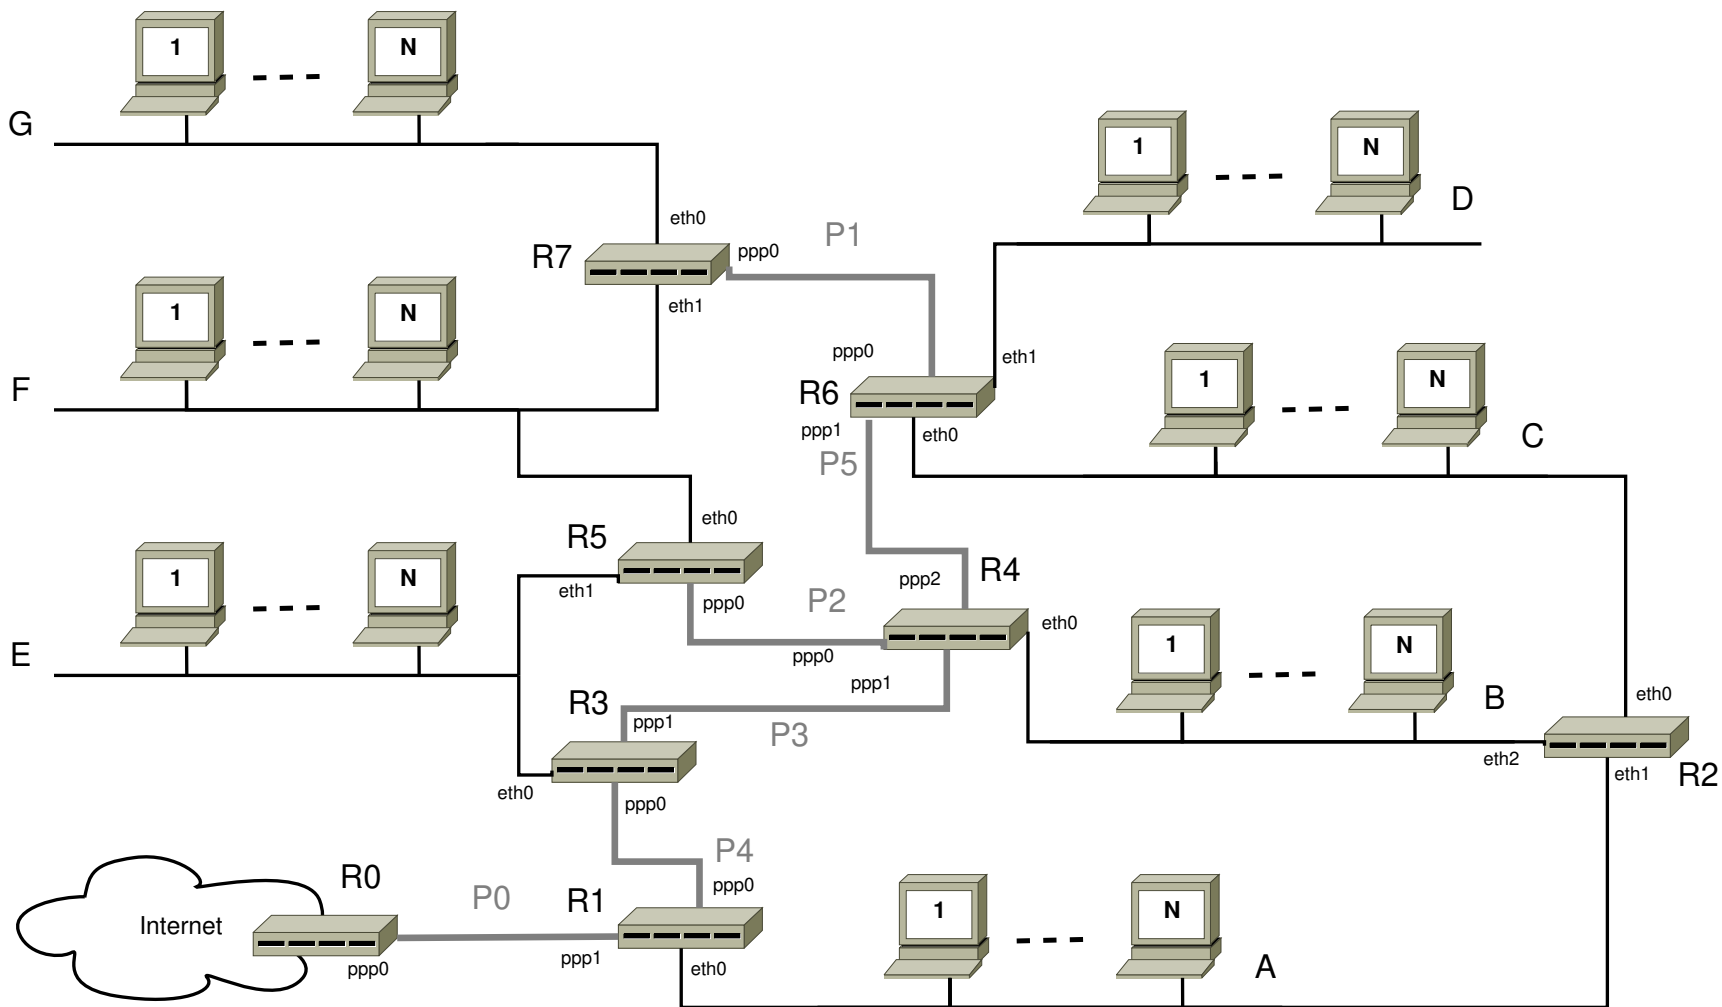 1
N
G
eth0
R7
ppp0
P1
eth1
1
N
D
1
N
F
ppp0
eth1
R6
ppp1
eth0
P5
1
N
C
eth0
R5
eth1
ppp0
P2
ppp0
ppp2
R4
eth0
ppp1
1
N
E
1
N
B
R3
ppp1
P3
eth0
ppp0
eth0
eth2
eth1
R2
P4
ppp0
R0
Internet
ppp0
P0
R1
ppp1
eth0
1
N
A